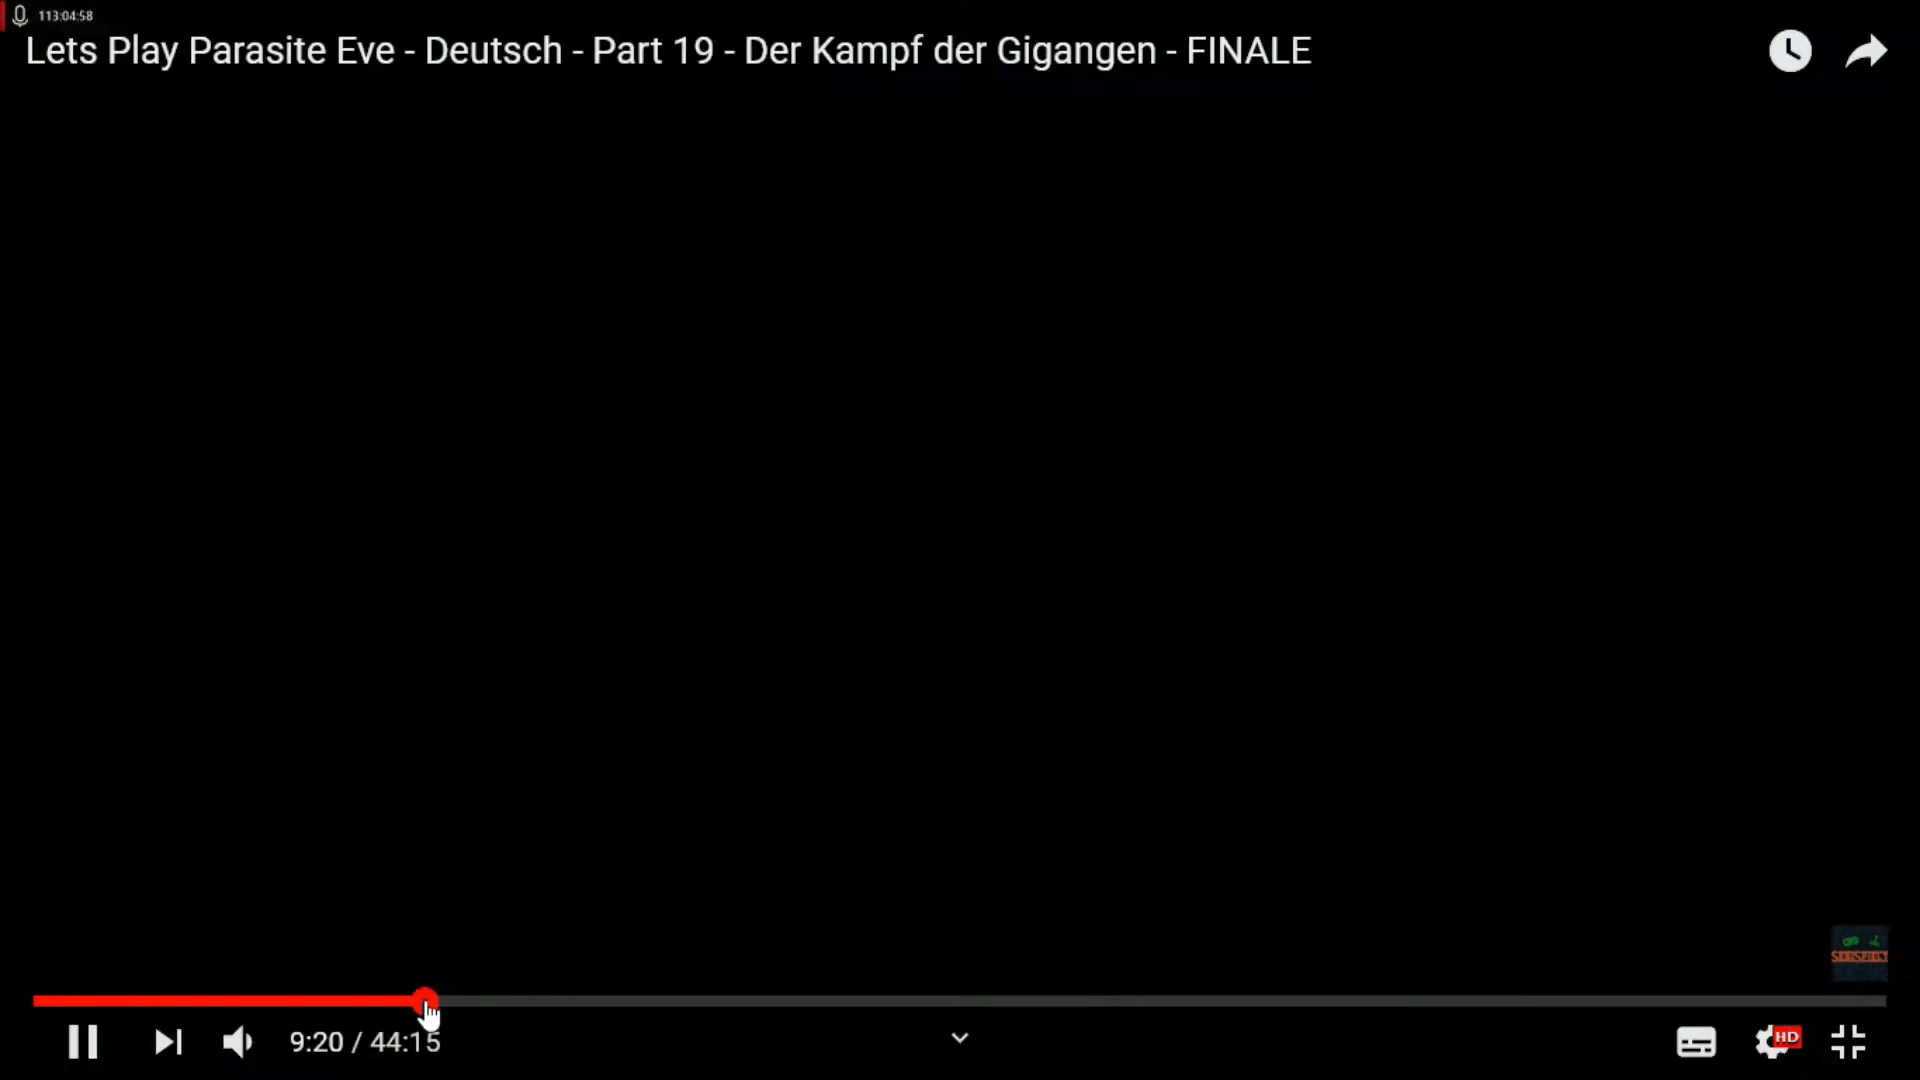 113:04:58
Lets Play Parasite Eve - Deutsch - Part 19 - Der Kampf der Gigangen - FINALE
9:20 / 44:15
HD